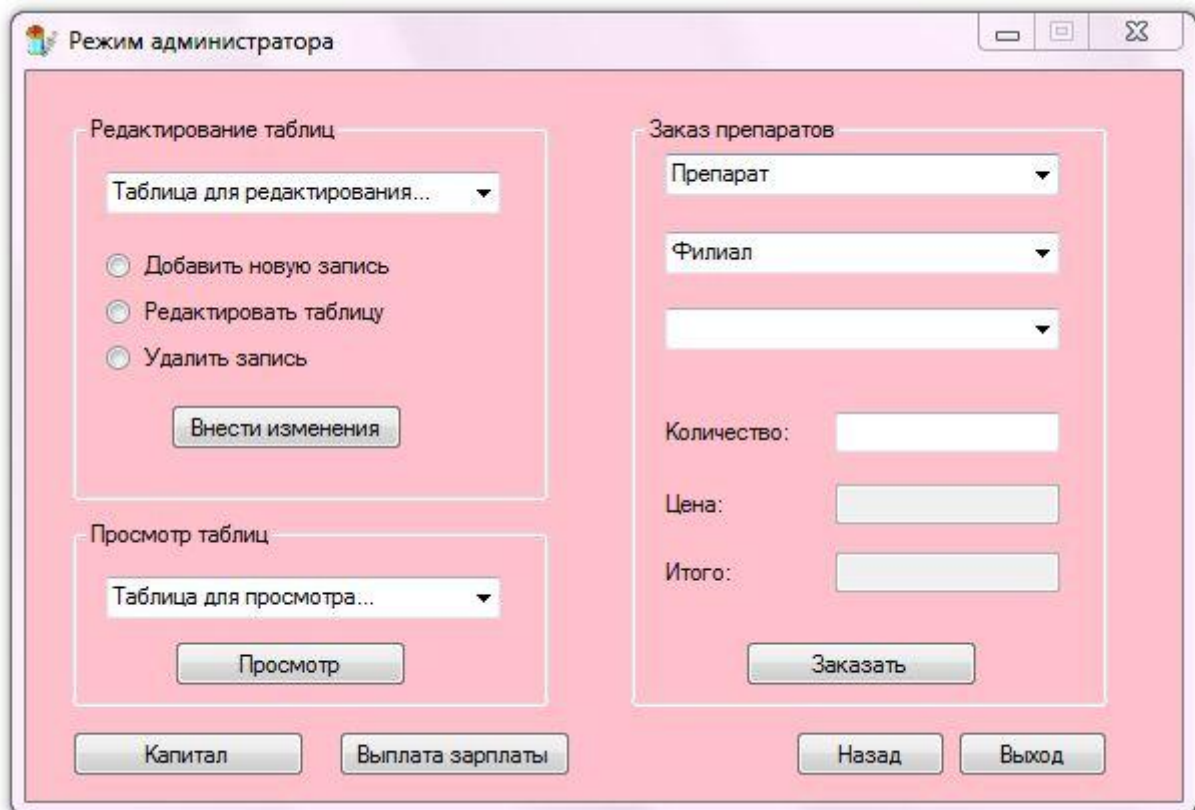 Режим администратора
Редактирование таблиц
Таблица для редактирования...
Добавить новую запись
Редактировать таблицу
Удалить запись
Внести изменения
Просмотр таблиц
Таблица для просмотра...
Просмотр
Заказ препаратов
Препарат
Филиал
Количество:
Цена:
Итого:
Заказать
Капитал
Выплата зарплаты
Назад
Выход